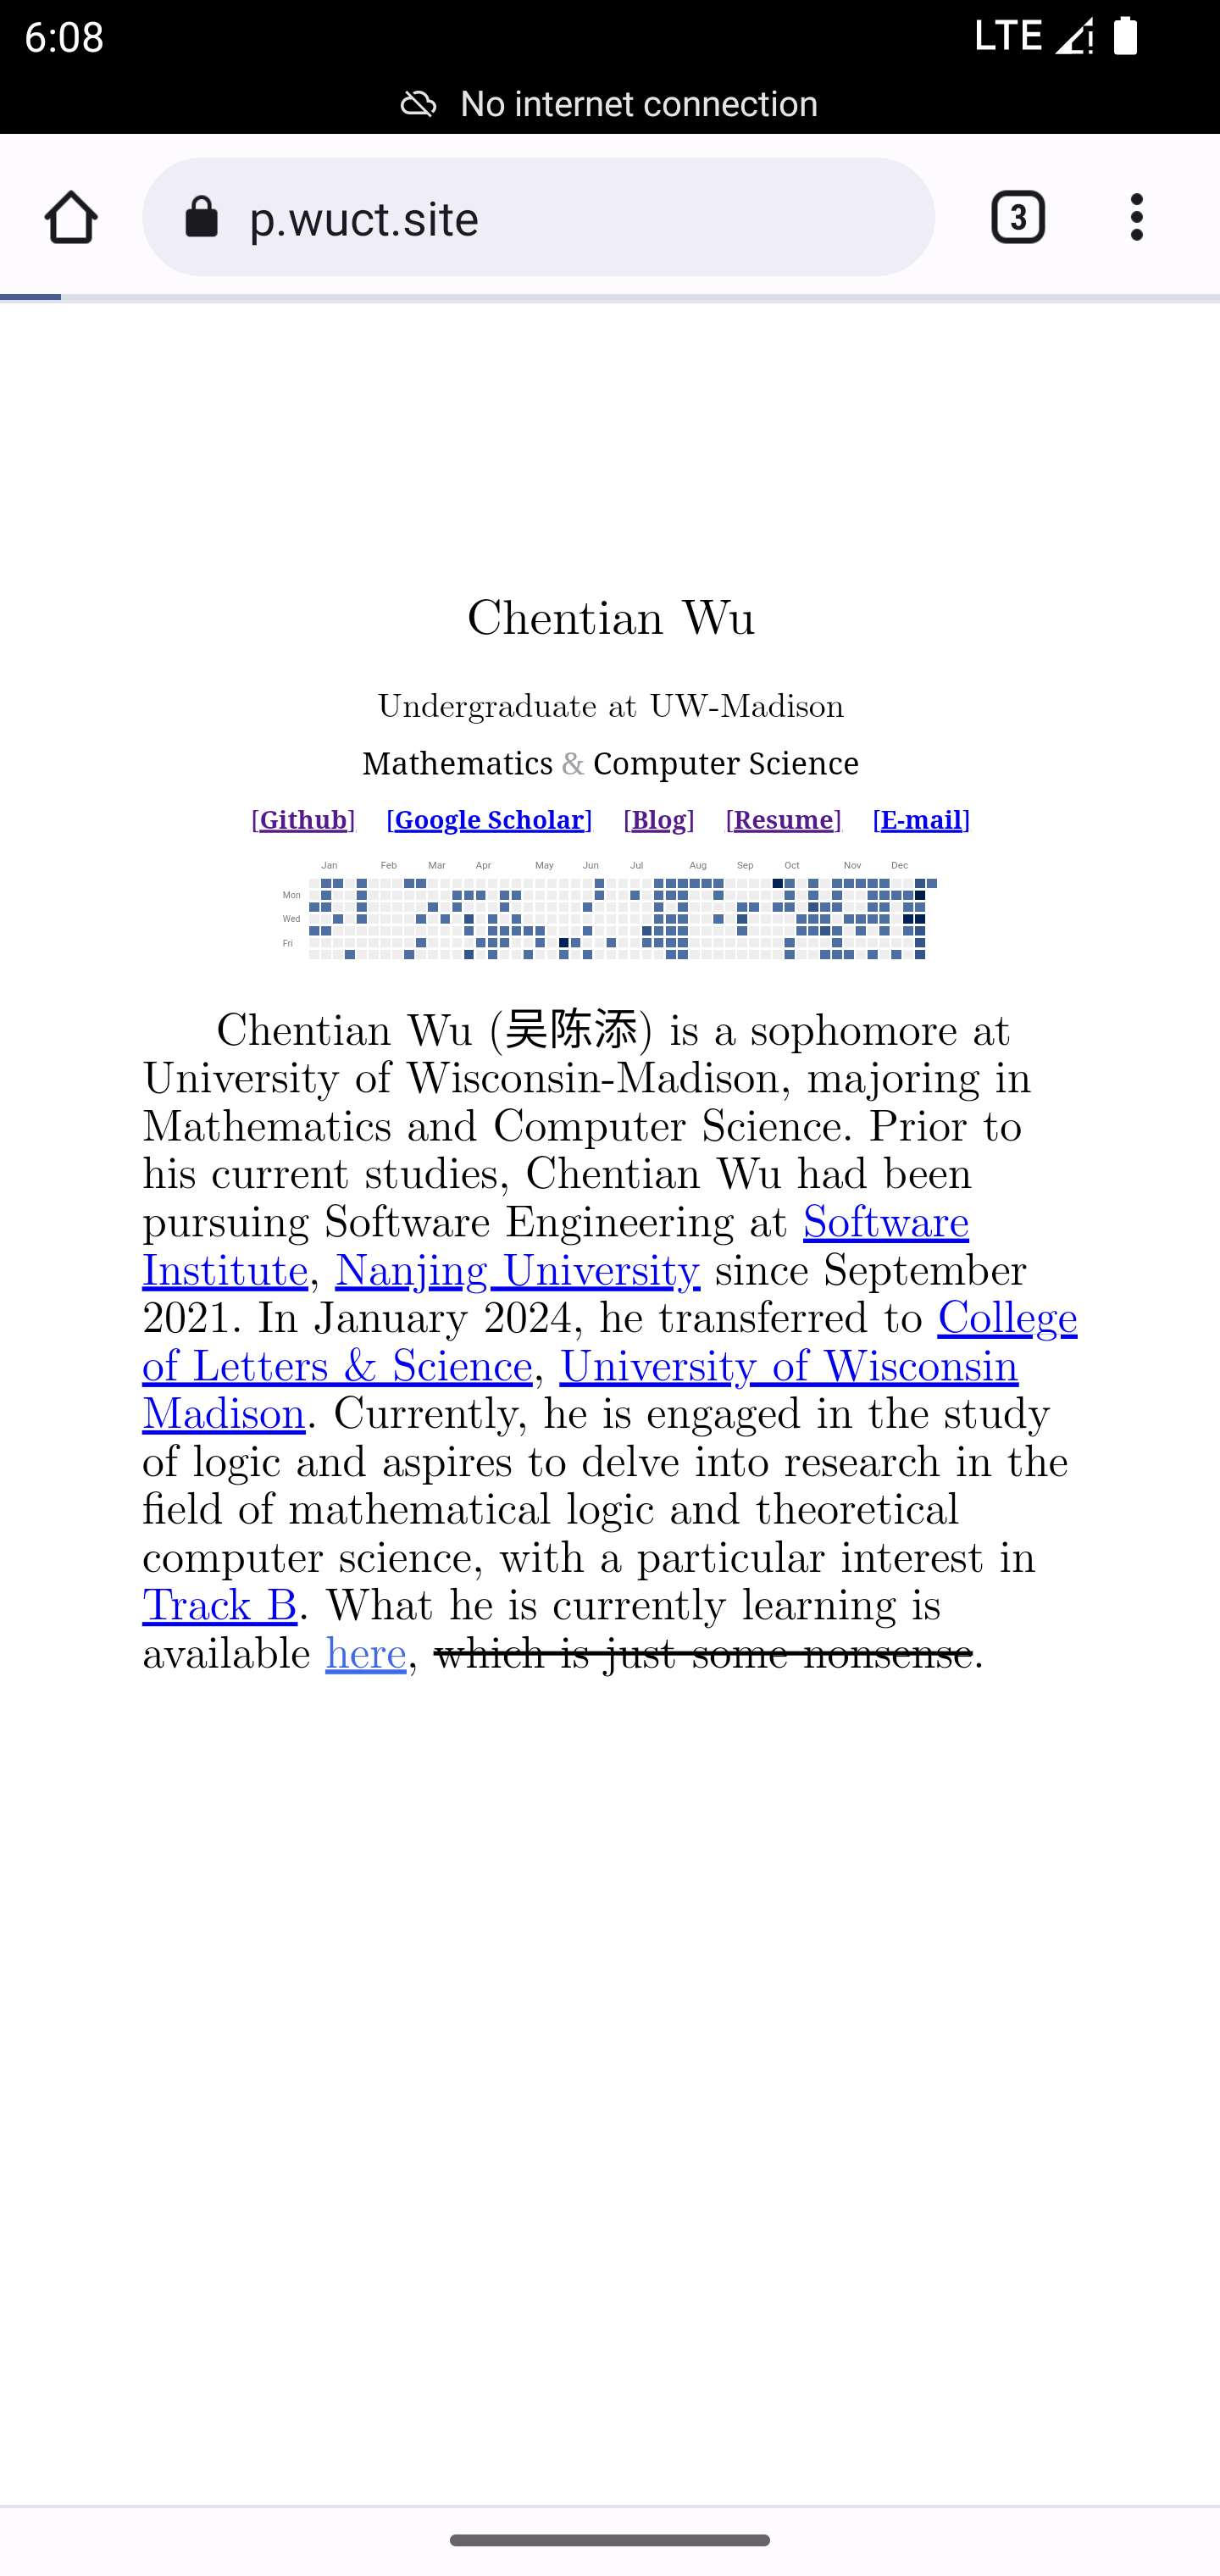 6:08
LTE
No internet connection
p.wuct.site
3
Chentian Wu
Undergraduate at UW-Madison
Mathematics & Computer Science
[Github] [Google Scholar] [Blog] [Resume] [E-mail]
Jan Feb Mar Apr May Jun Jul Aug Sep Oct Nov Dec
Mon
Wed
Fri
Chentian Wu (吴陈添) is a sophomore at
University of Wisconsin-Madison, majoring in
Mathematics and Computer Science. Prior to
his current studies, Chentian Wu had been
pursuing Software Engineering at Software
Institute, Nanjing University since September
2021. In January 2024, he transferred to College
of Letters & Science, University of Wisconsin
Madison. Currently, he is engaged in the study
of logic and aspires to delve into research in the
field of mathematical logic and theoretical
computer science, with a particular interest in
Track B. What he is currently learning is
available here, which is just some nonsense.